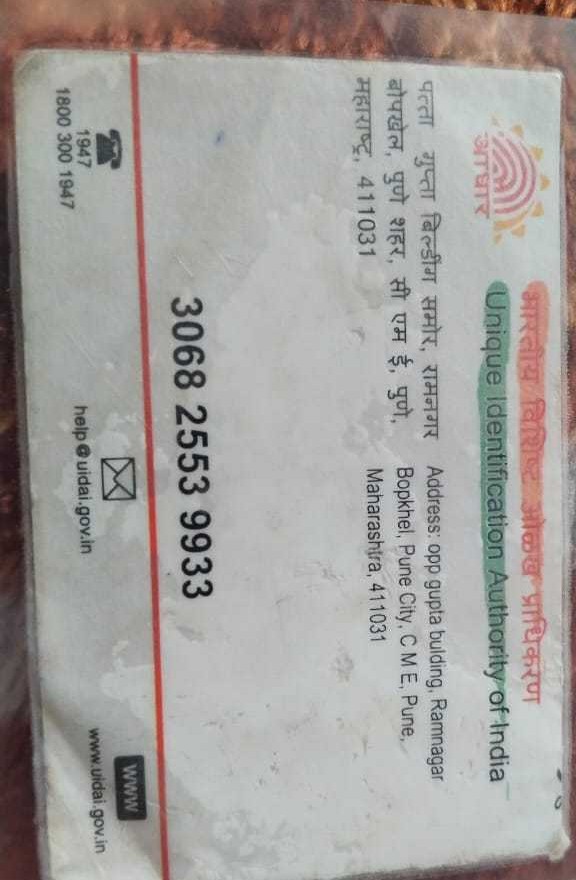 भारतीय विशिष्ट ओळख प्राधिकरण
Unique Identification Authority of India
आधार
पत्ता गुप्ता बिल्डींग समोर, रामनगर
बोपखेल, पुणे शहर, सी एम ई, पुणे,
महाराष्ट्र, 411031
Address: opp gupta bulding, Ramnagar
Bopkhel, Pune City, C M E, Pune,
Maharashtra, 411031
3068 2553 9933
1947
1800 300 1947
help@uidai.gov.in
www
www.uidai.gov.in